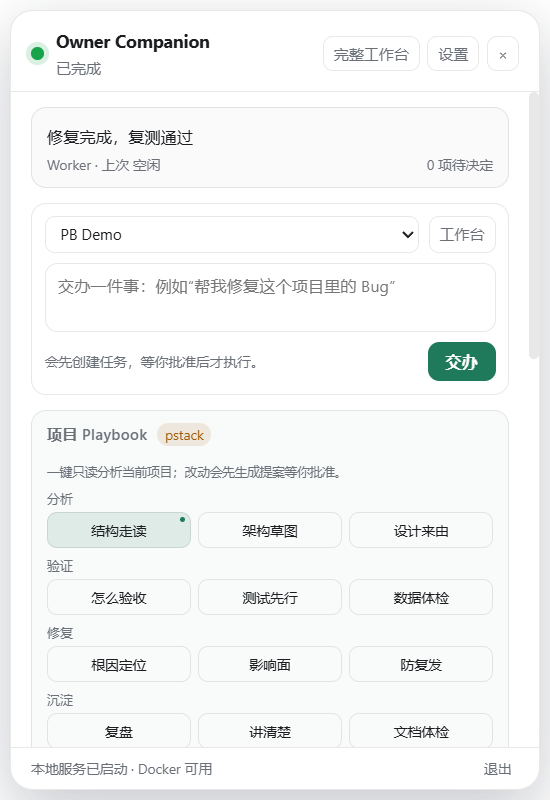 Owner Companion
已完成
完整工作台 设置 ×
修复完成，复测通过
Worker · 上次 空闲 0 项待决定
PB Demo 工作台
交办一件事：例如“帮我修复这个项目里的 Bug”
会先创建任务，等你批准后才执行。 交办
项目 Playbook pstack
一键只读分析当前项目；改动会先生成提案等你批准。
分析
结构走读 架构草图 设计来由
验证
怎么验收 测试先行 数据体检
修复
根因定位 影响面 防复发
沉淀
复盘 讲清楚 文档体检
本地服务已启动 · Docker 可用 退出